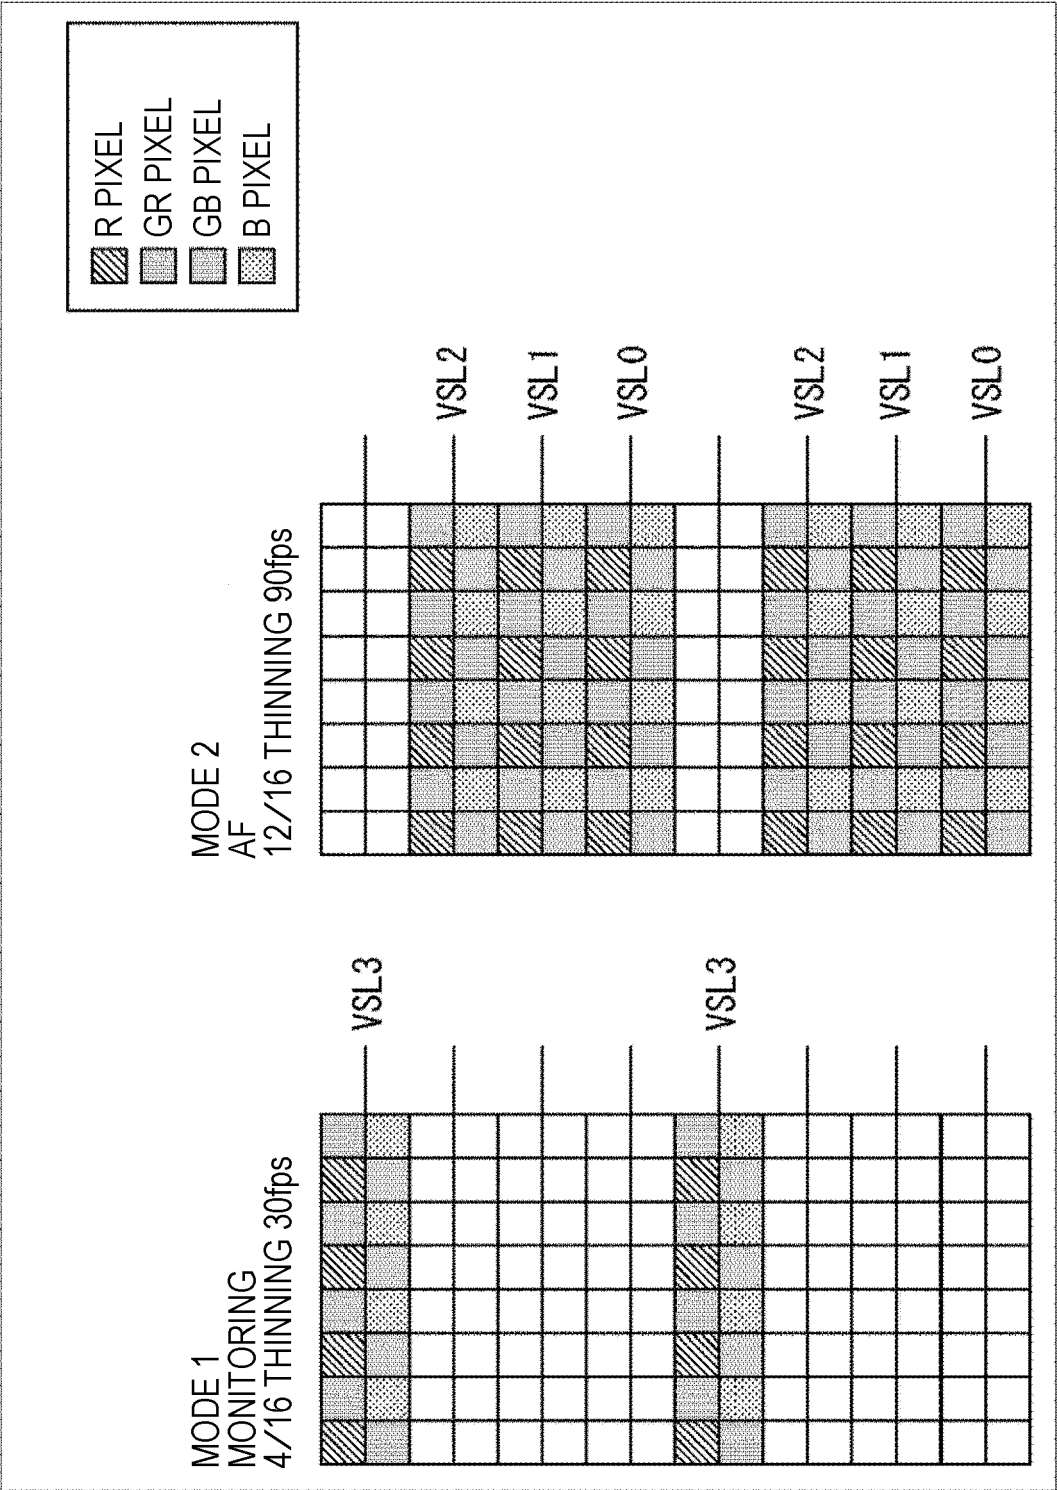 MODE 1
MONITORING
4/16 THINNING 30fps
VSL3
VSL3
MODE 2
AF
12/16 THINNING 90fps
VSL2
VSL1
VSL0
VSL2
VSL1
VSL0
R PIXEL
GR PIXEL
GB PIXEL
B PIXEL